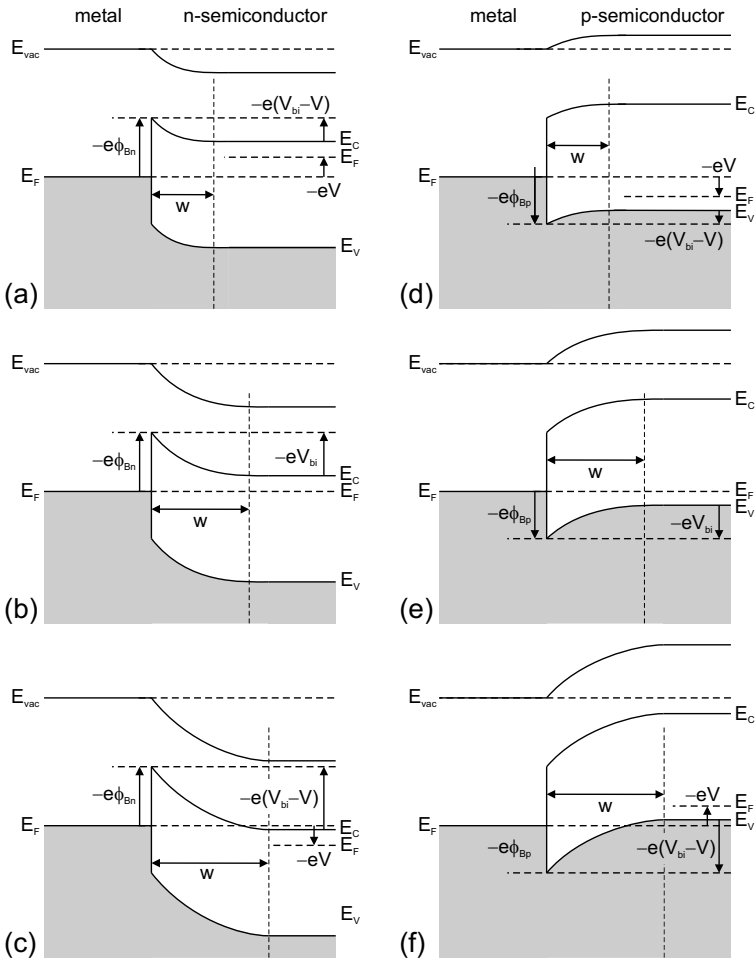 metal n-semiconductor
E_vac
–e(V_bi–V)
–eϕ_Bn
E_C
E_F
E_F
–eV
w
E_V
(a)
metal p-semiconductor
E_vac
E_C
w
–eV
E_F
–eϕ_Bp
E_F
E_V
–e(V_bi–V)
(d)
E_vac
–eϕ_Bn
–eV_bi
E_C
E_F
E_F
w
E_V
(b)
E_vac
E_C
w
E_F
E_F
–eϕ_Bp
E_V
–eV_bi
(e)
E_vac
–eϕ_Bn
–e(V_bi–V)
E_F
E_C
–eV
E_F
w
E_V
(c)
E_vac
E_C
w
–eV
E_F
E_F
E_V
–eϕ_Bp
–e(V_bi–V)
(f)